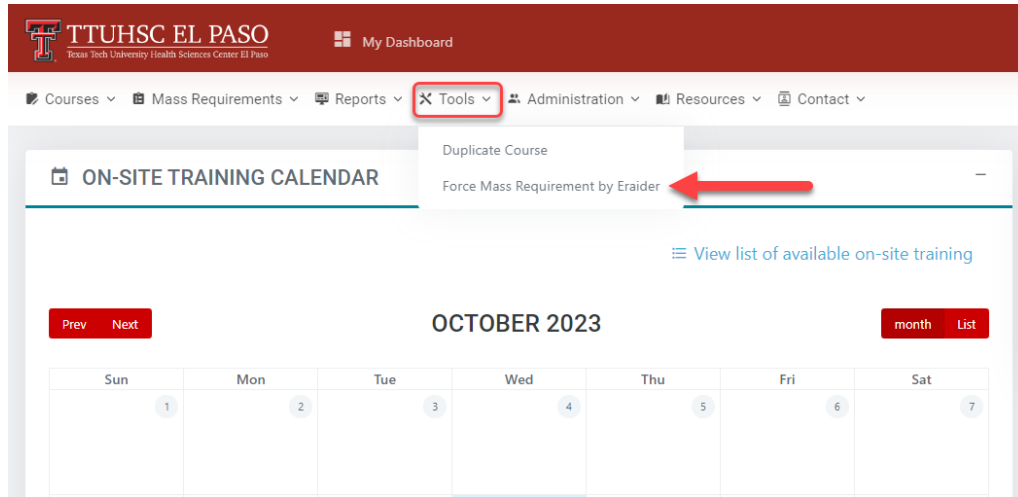 TTUHSC EL PASO
Texas Tech University Health Sciences Center El Paso
My Dashboard
Courses Mass Requirements Reports Tools Administration Resources Contact
Duplicate Course
Force Mass Requirement by Eraider
ON-SITE TRAINING CALENDAR
View list of available on-site training
Prev Next OCTOBER 2023 month List
Sun Mon Tue Wed Thu Fri Sat
1 2 3 4 5 6 7